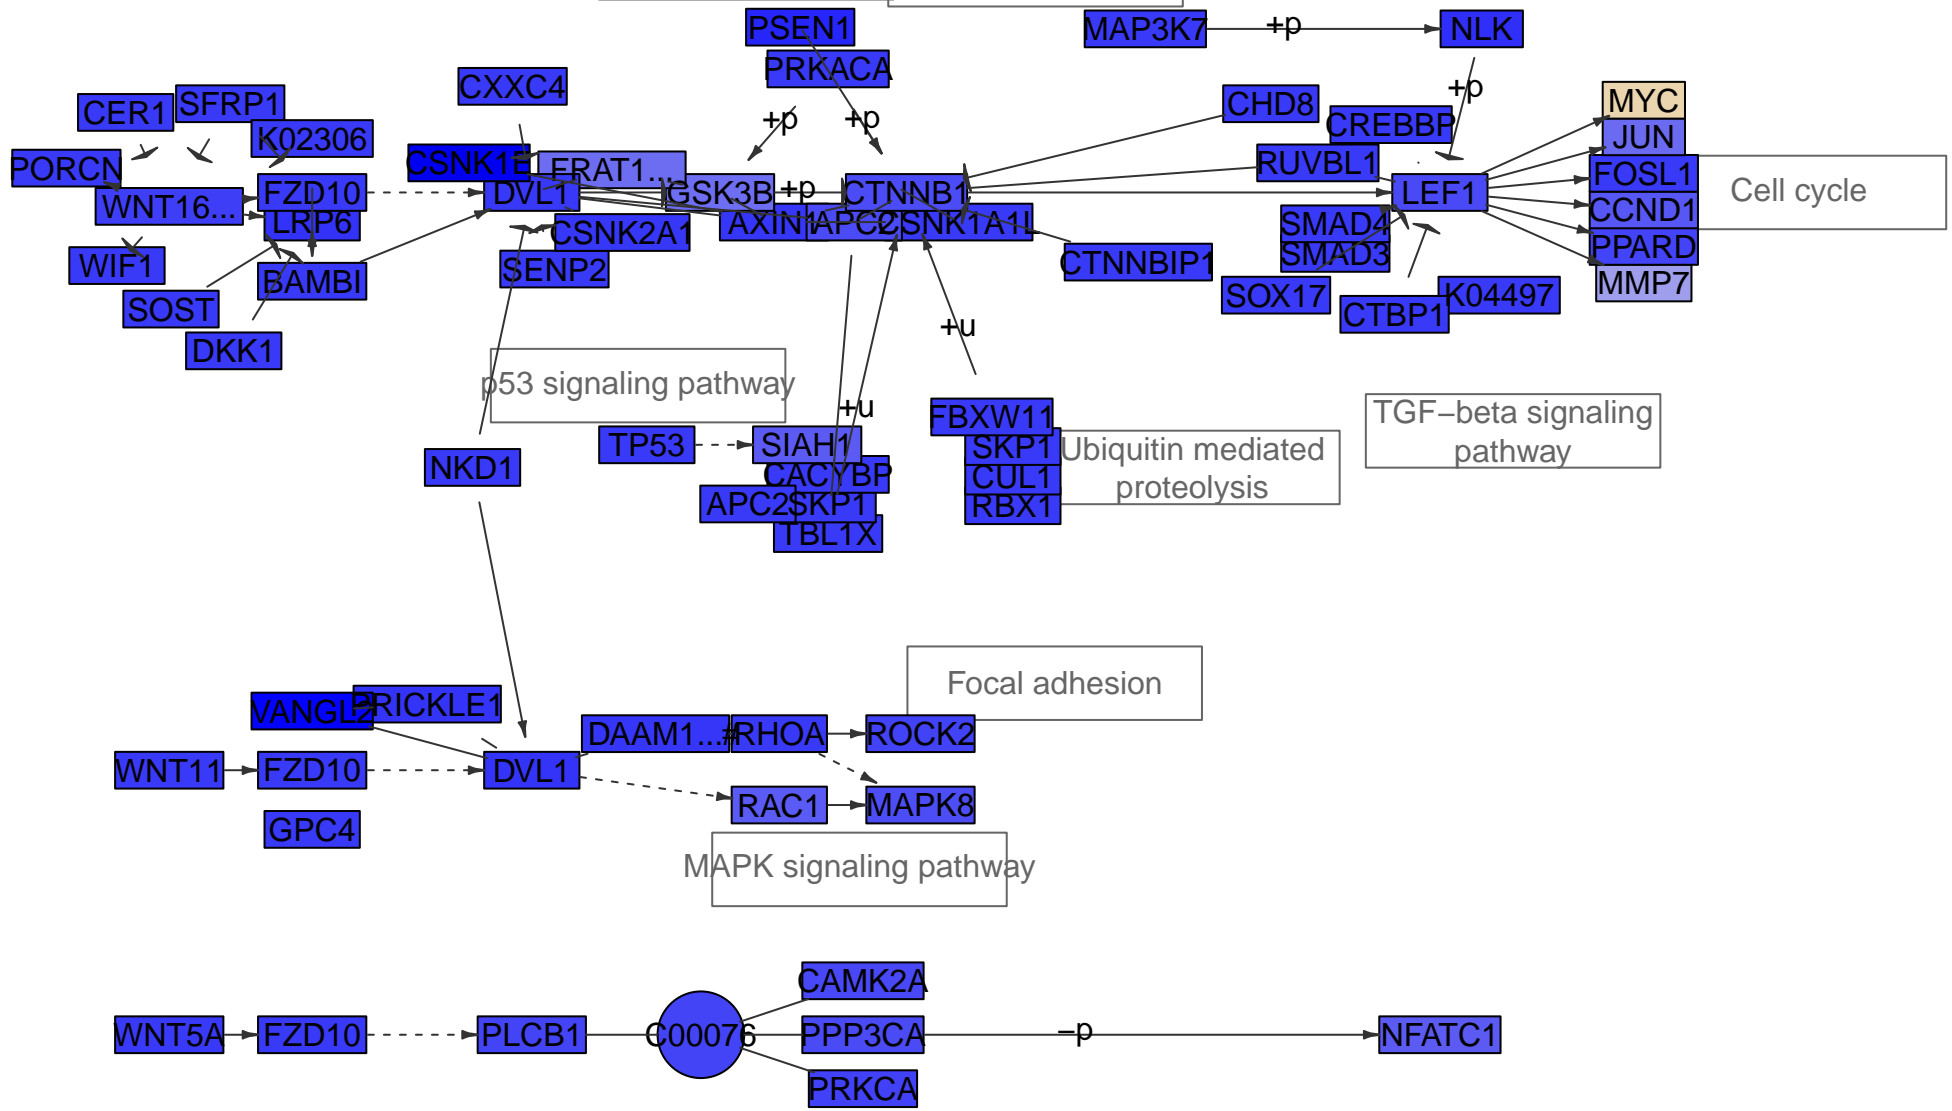 PSEN1
MAP3K7
+p
NLK
PRKACA
CXXC4
CER1
SFRP1
K02306
+p
+p
+p
CHD8
CREBBP
MYC
JUN
PORCN
CSNK1E
FRAT1...
RUVBL1
FOSL1
Cell cycle
WNT16...
FZD10
DVL1
GSK3B
+p
CTNNB1
LEF1
CCND1
LRP6
CSNK2A1
AXIN1
APC2
CSNK1A1L
SMAD4
SMAD3
PPARD
WIF1
BAMBI
SENP2
CTNNBIP1
MMP7
SOST
SOX17
K04497
CTBP1
DKK1
+u
p53 signaling pathway
+u
FBXW11
TGF−beta signaling
pathway
TP53
SIAH1
SKP1
Ubiquitin mediated
proteolysis
NKD1
CACYBP
CUL1
APC2
SKP1
RBX1
TBL1X
Focal adhesion
VANGL2
PRICKLE1
DAAM1...
#
RHOA
ROCK2
WNT11
FZD10
DVL1
RAC1
MAPK8
GPC4
MAPK signaling pathway
CAMK2A
WNT5A
FZD10
PLCB1
C00076
PPP3CA
−p
NFATC1
PRKCA